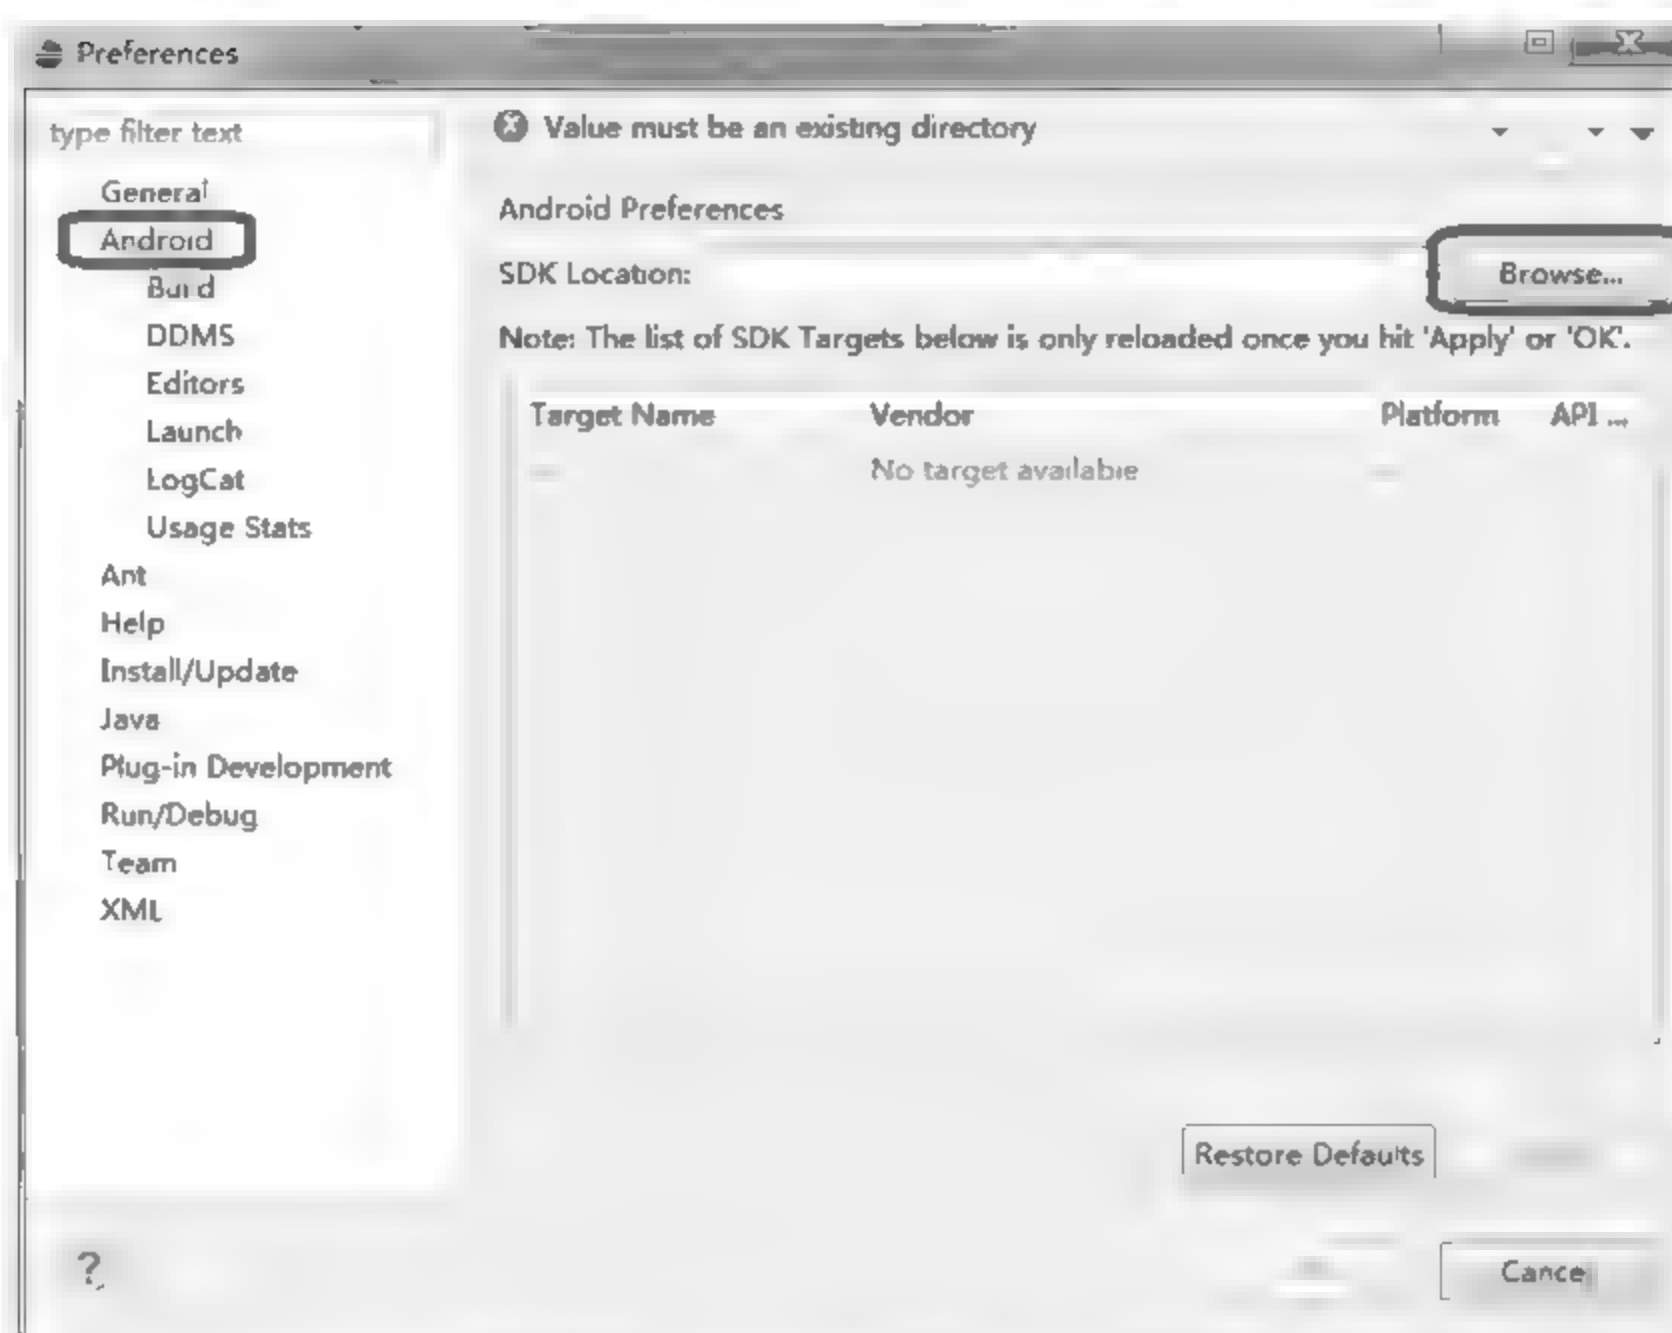 Preferences
type filter text
Value must be an existing directory
General
Android
Build
DDMS
Editors
Launch
LogCat
Usage Stats
Ant
Help
Install/Update
Java
Plug-in Development
Run/Debug
Team
XML
Android Preferences
SDK Location:
Browse...
Note: The list of SDK Targets below is only reloaded once you hit 'Apply' or 'OK'.
Target Name Vendor Platform API ...
No target available
Restore Defaults
?
Cancel